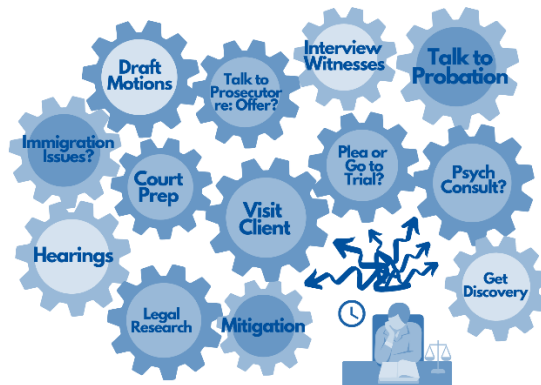 Draft
Motions
Talk to
Prosecutor
re: Offer?
Interview
Witnesses
Talk to
Probation
Immigration
Issues?
Court
Prep
Visit
Client
Plea or
Go to
Trial?
Psych
Consult?
Hearings
Legal
Research
Mitigation
Get
Discovery